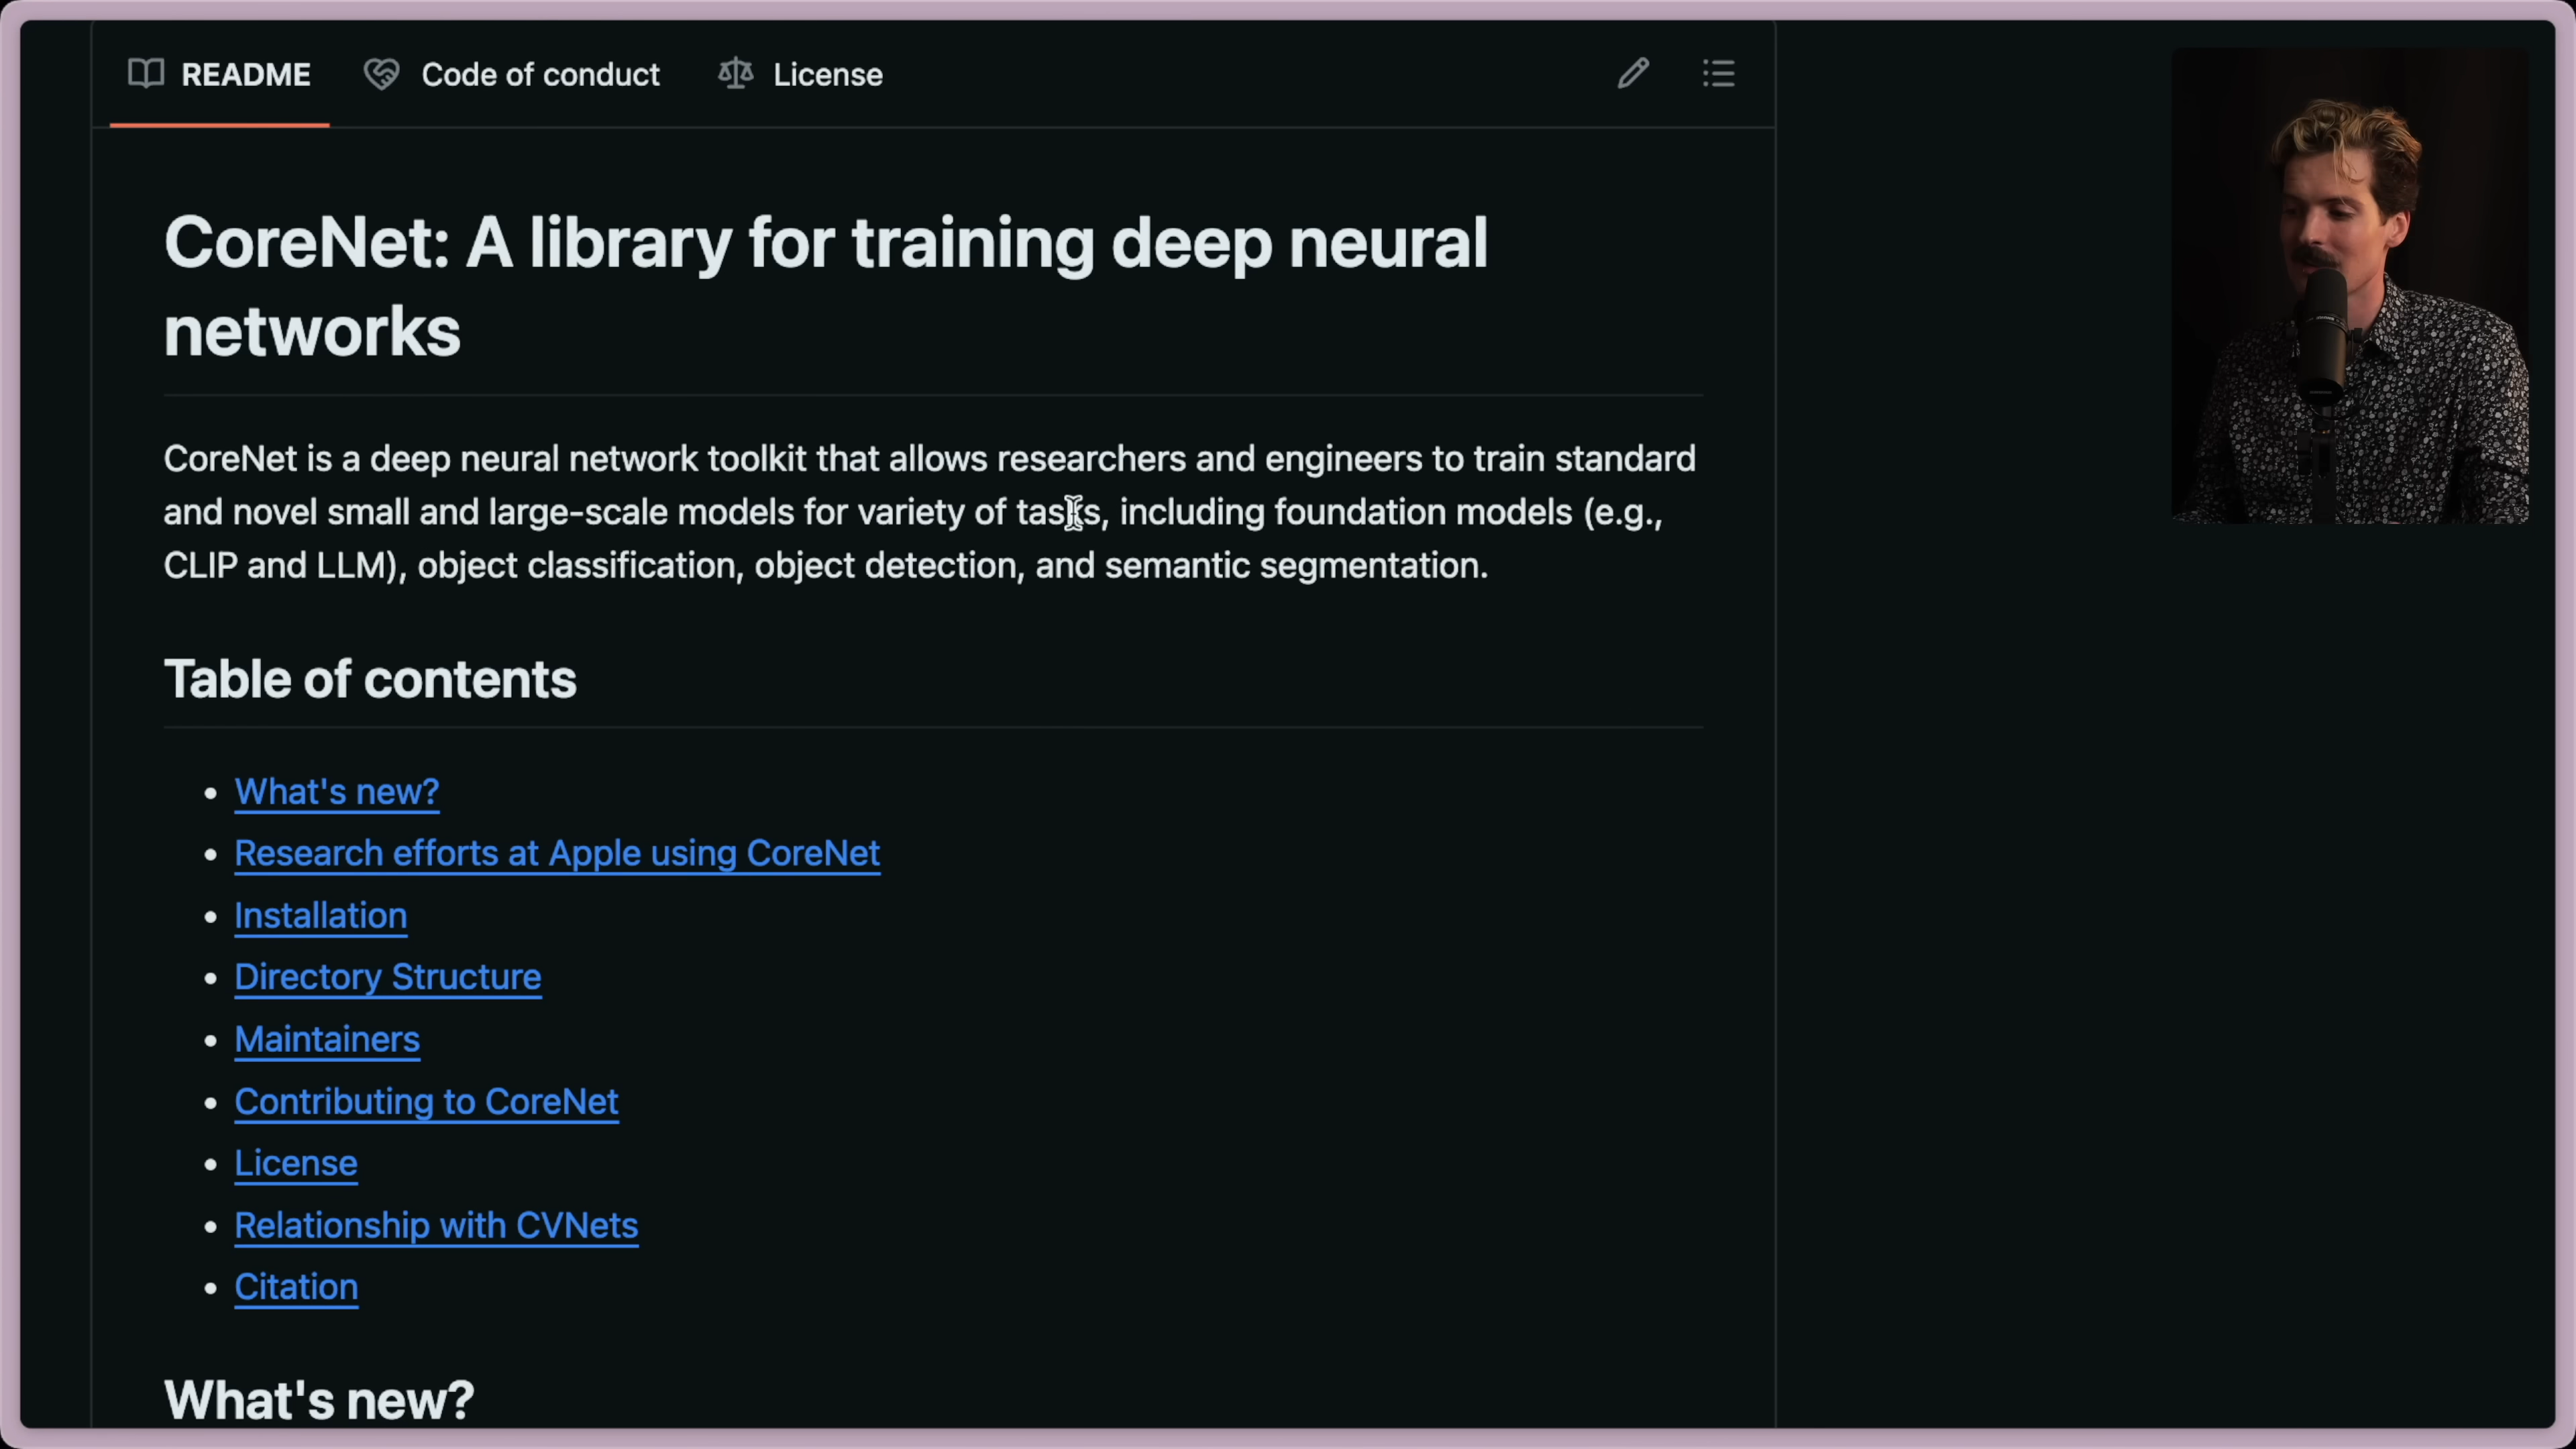 README Code of conduct License
CoreNet: A library for training deep neural
networks
CoreNet is a deep neural network toolkit that allows researchers and engineers to train standard
and novel small and large-scale models for variety of tasks, including foundation models (e.g.,
CLIP and LLM), object classification, object detection, and semantic segmentation.
Table of contents
What's new?
Research efforts at Apple using CoreNet
Installation
Directory Structure
Maintainers
Contributing to CoreNet
License
Relationship with CVNets
Citation
What's new?